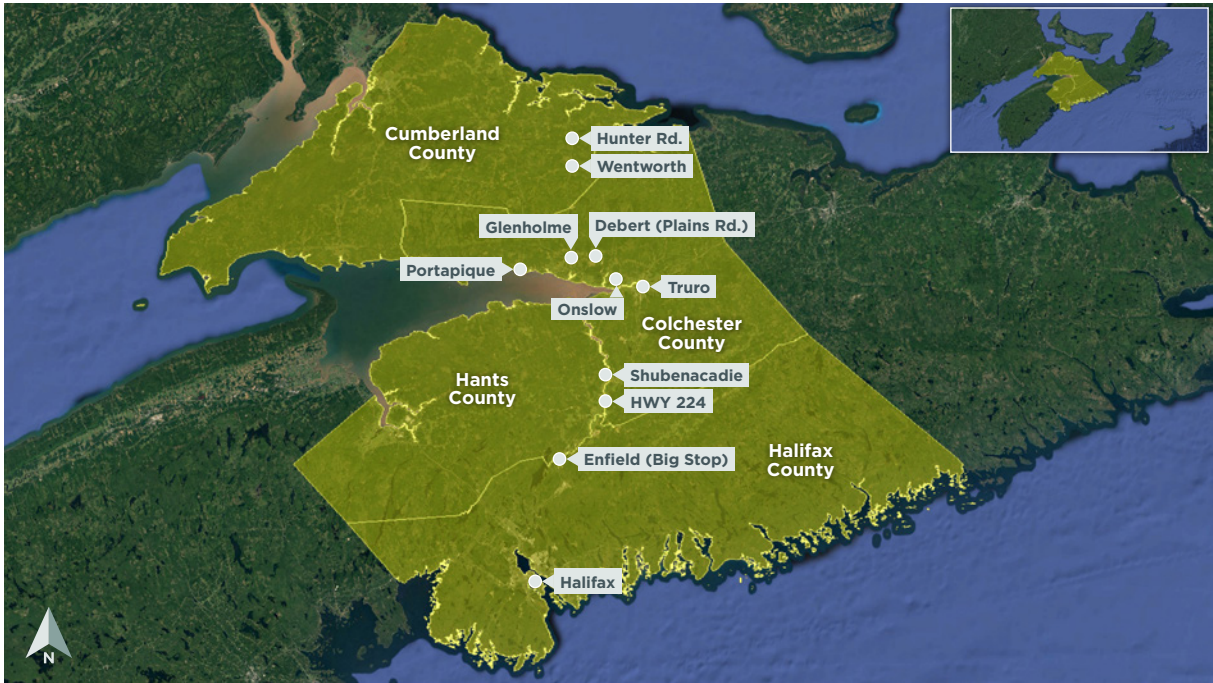 Cumberland
County
Hunter Rd.
Wentworth
Glenholme
Debert (Plains Rd.)
Portapique
Truro
Onslow
Colchester
County
Shubenacadie
Hants
County
HWY 224
Enfield (Big Stop)
Halifax
County
Halifax
N